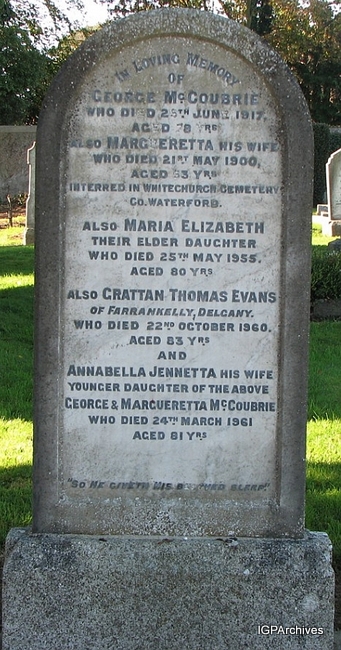 IN LOVING MEMORY
OF
GEORGE McCOUBRIE
WHO DIED 25TH JUNE 1917,
AGED 78 YRS
ALSO MARGUERETTA HIS WIFE
WHO DIED 21ST MAY 1900,
AGED 53 YRS
INTERRED IN WHITECHURCH CEMETERY
CO. WATERFORD.
ALSO MARIA ELIZABETH
THEIR ELDER DAUGHTER
WHO DIED 25TH MAY 1955.
AGED 80 YRS
ALSO GRATTAN THOMAS EVANS
OF FARRANKELLY, DELGANY.
WHO DIED 22ND OCTOBER 1960.
AGED 83 YRS
AND
ANNABELLA JENNETTA HIS WIFE
YOUNGER DAUGHTER OF THE ABOVE
GEORGE & MARGUERETTA McCOUBRIE
WHO DIED 24TH MARCH 1961
AGED 81 YRS
"SO HE GIVETH HIS BELOVED SLEEP."
IGPArchives